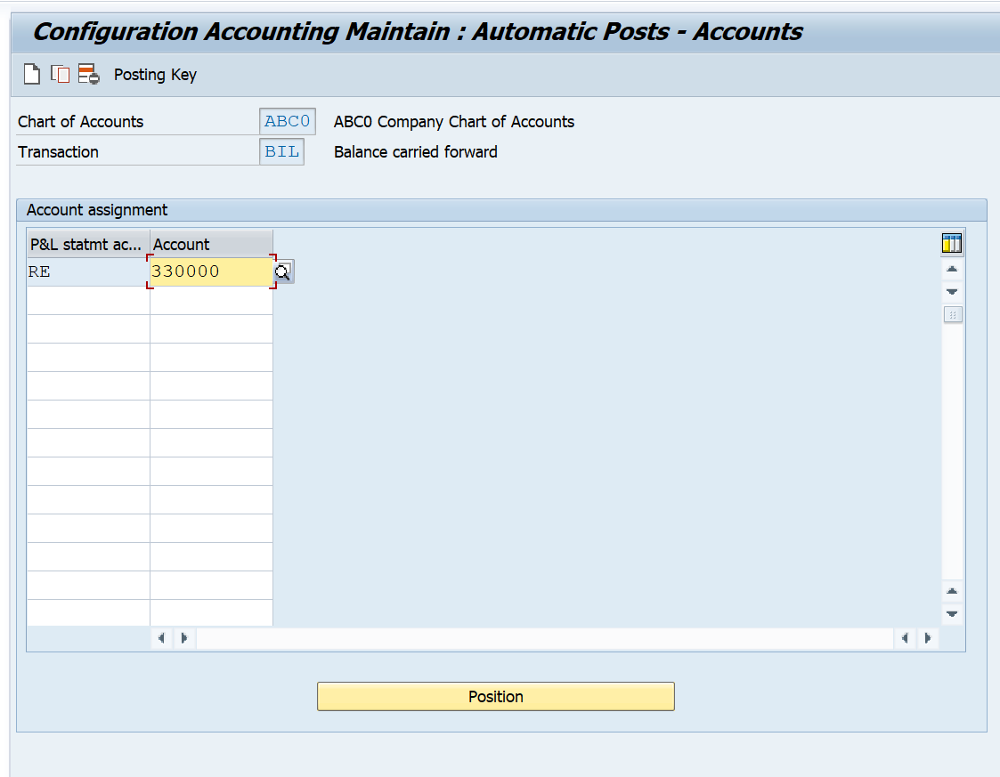 Configuration Accounting Maintain : Automatic Posts - Accounts
Posting Key
Chart of Accounts ABC0 ABC0 Company Chart of Accounts
Transaction BIL Balance carried forward
Account assignment
P&L statmt ac... Account
RE 330000
Position